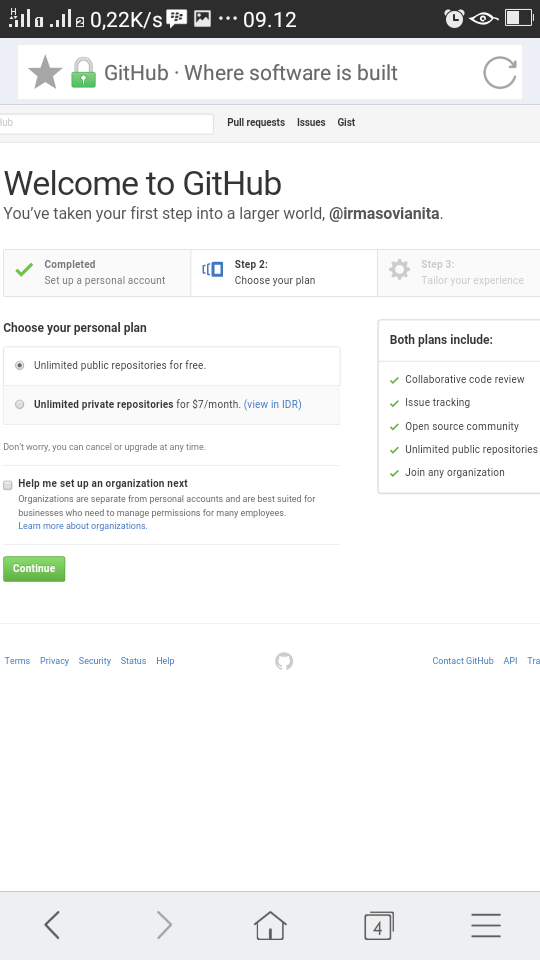 H
0,22K/s ··· 09.12
GitHub · Where software is built
Pull requests Issues Gist
Welcome to GitHub
You've taken your first step into a larger world, @irmasovianita.
Completed
Set up a personal account
Step 2:
Choose your plan
Step 3:
Tailor your experience
Choose your personal plan
Unlimited public repositories for free.
Unlimited private repositories for $7/month. (view in IDR)
Don't worry, you can cancel or upgrade at any time.
Help me set up an organization next
Organizations are separate from personal accounts and are best suited for
businesses who need to manage permissions for many employees.
Learn more about organizations.
Continue
Both plans include:
Collaborative code review
Issue tracking
Open source community
Unlimited public repositories
Join any organization
Terms Privacy Security Status Help
Contact GitHub API Tra
4